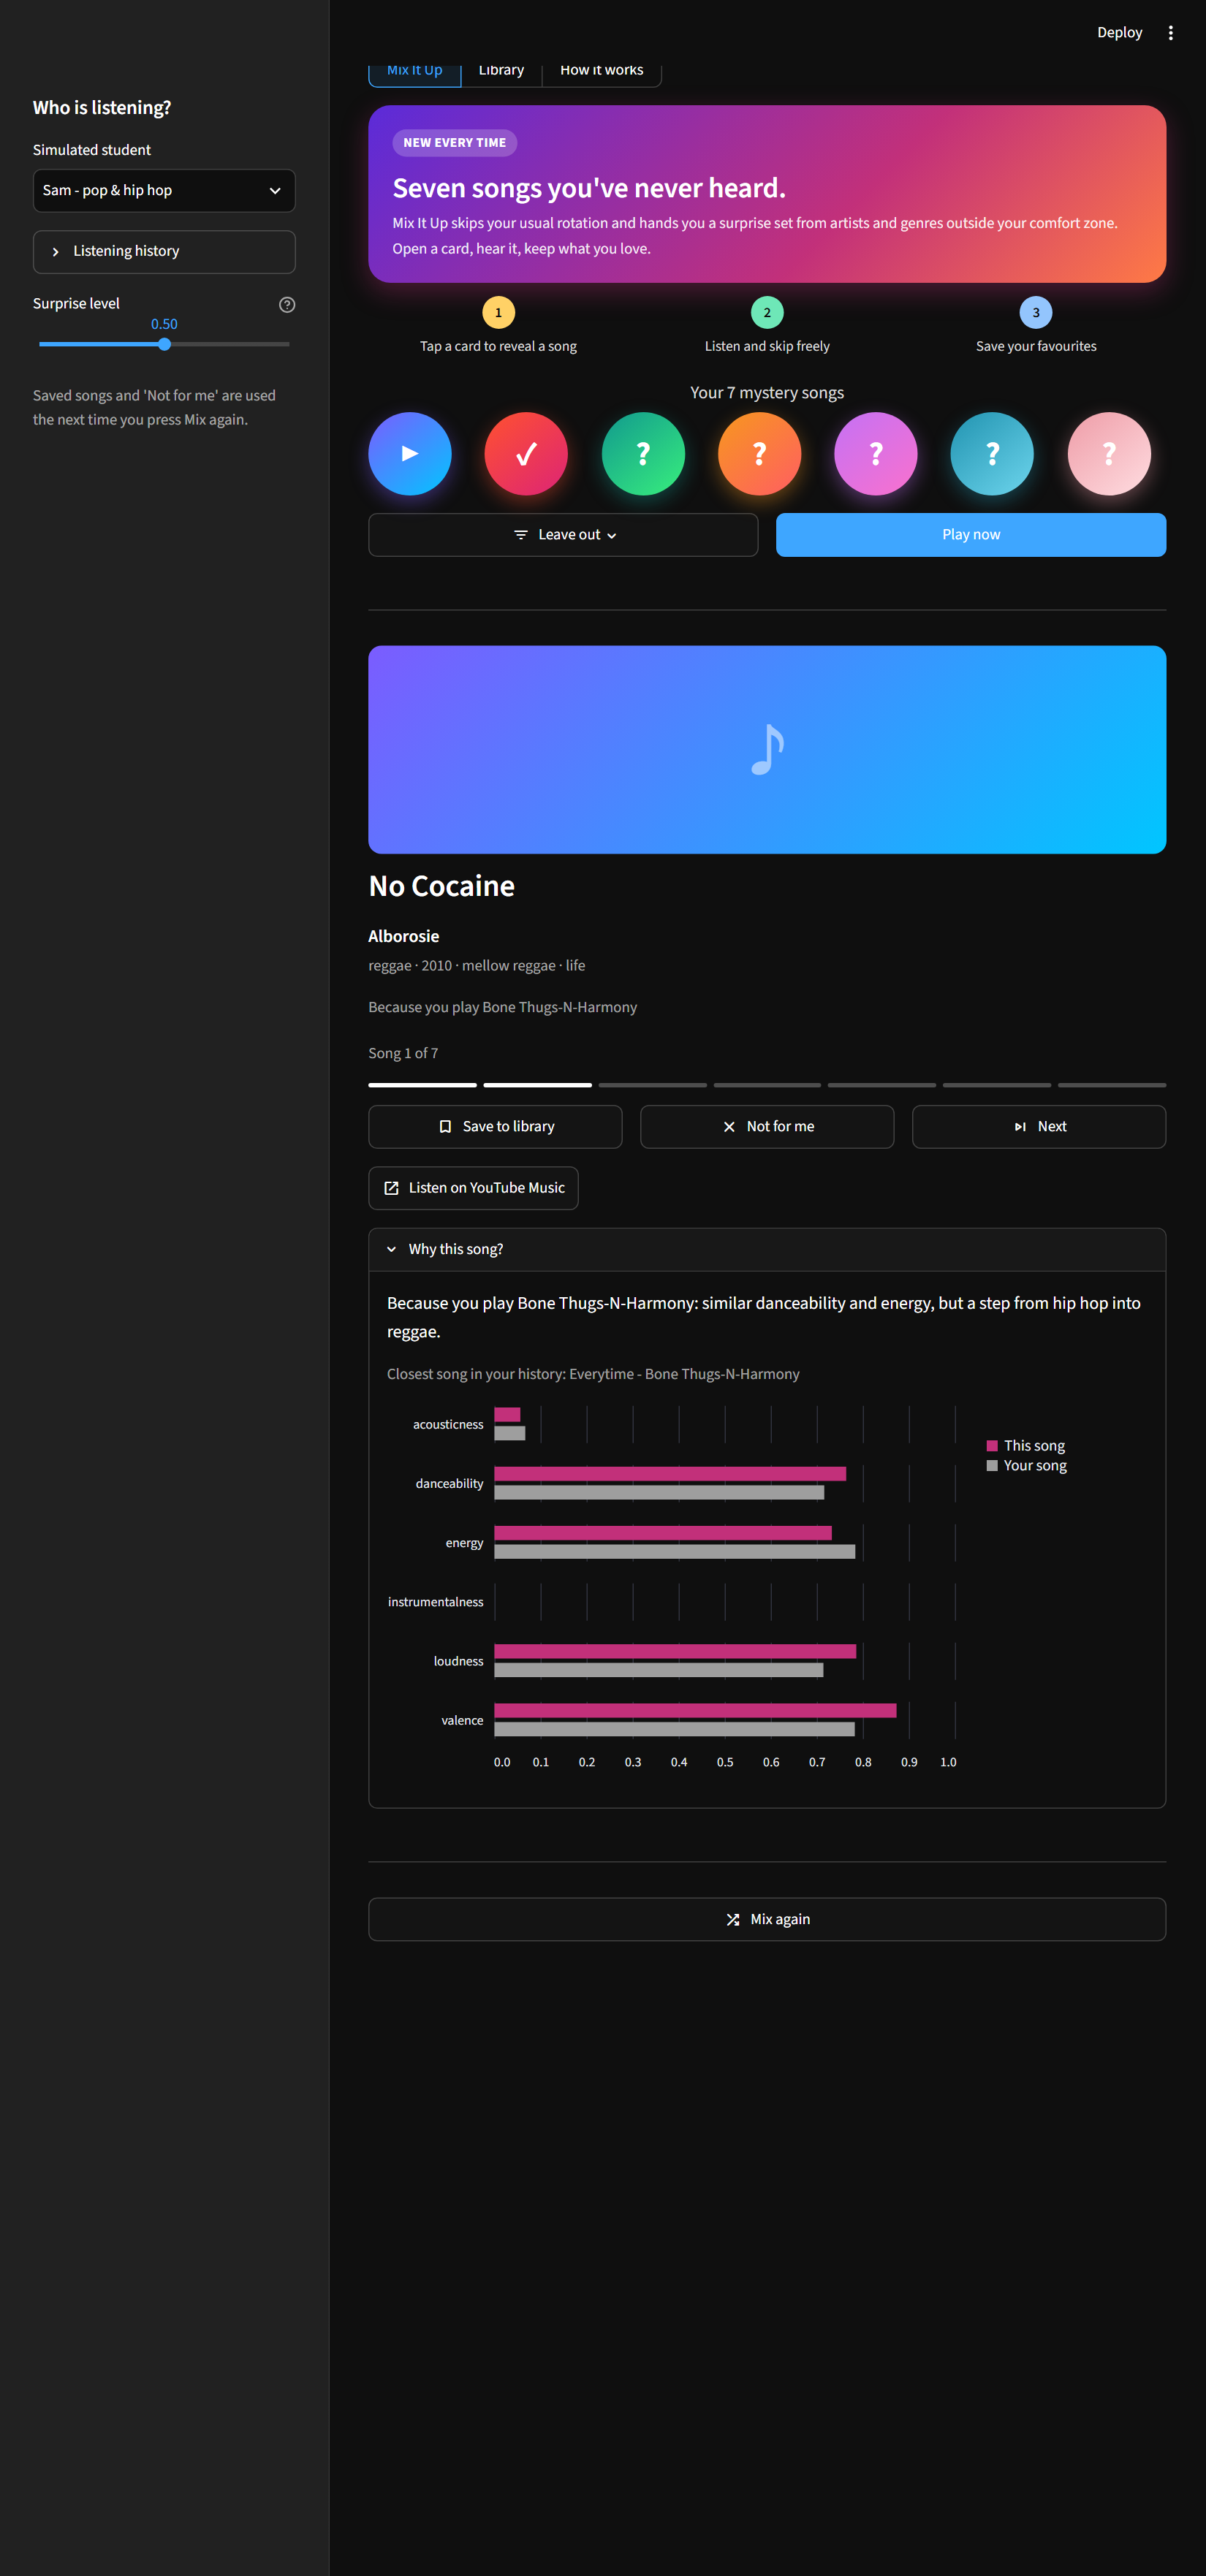 Deploy
Who is listening?
Simulated student
Sam - pop & hip hop
Listening history
Surprise level
0.50
Saved songs and 'Not for me' are used
the next time you press Mix again.
Mix It Up
Library
How it works
NEW EVERY TIME
Seven songs you've never heard.
Mix It Up skips your usual rotation and hands you a surprise set from artists and genres outside your comfort zone.
Open a card, hear it, keep what you love.
1
2
3
Tap a card to reveal a song
Listen and skip freely
Save your favourites
Your 7 mystery songs
? ? ? ? ?
Leave out
Play now
No Cocaine
Alborosie
reggae · 2010 · mellow reggae · life
Because you play Bone Thugs-N-Harmony
Song 1 of 7
Save to library
Not for me
Next
Listen on YouTube Music
Why this song?
Because you play Bone Thugs-N-Harmony: similar danceability and energy, but a step from hip hop into
reggae.
Closest song in your history: Everytime - Bone Thugs-N-Harmony
acousticness
danceability
energy
instrumentalness
loudness
valence
0.0 0.1 0.2 0.3 0.4 0.5 0.6 0.7 0.8 0.9 1.0
This song
Your song
Mix again